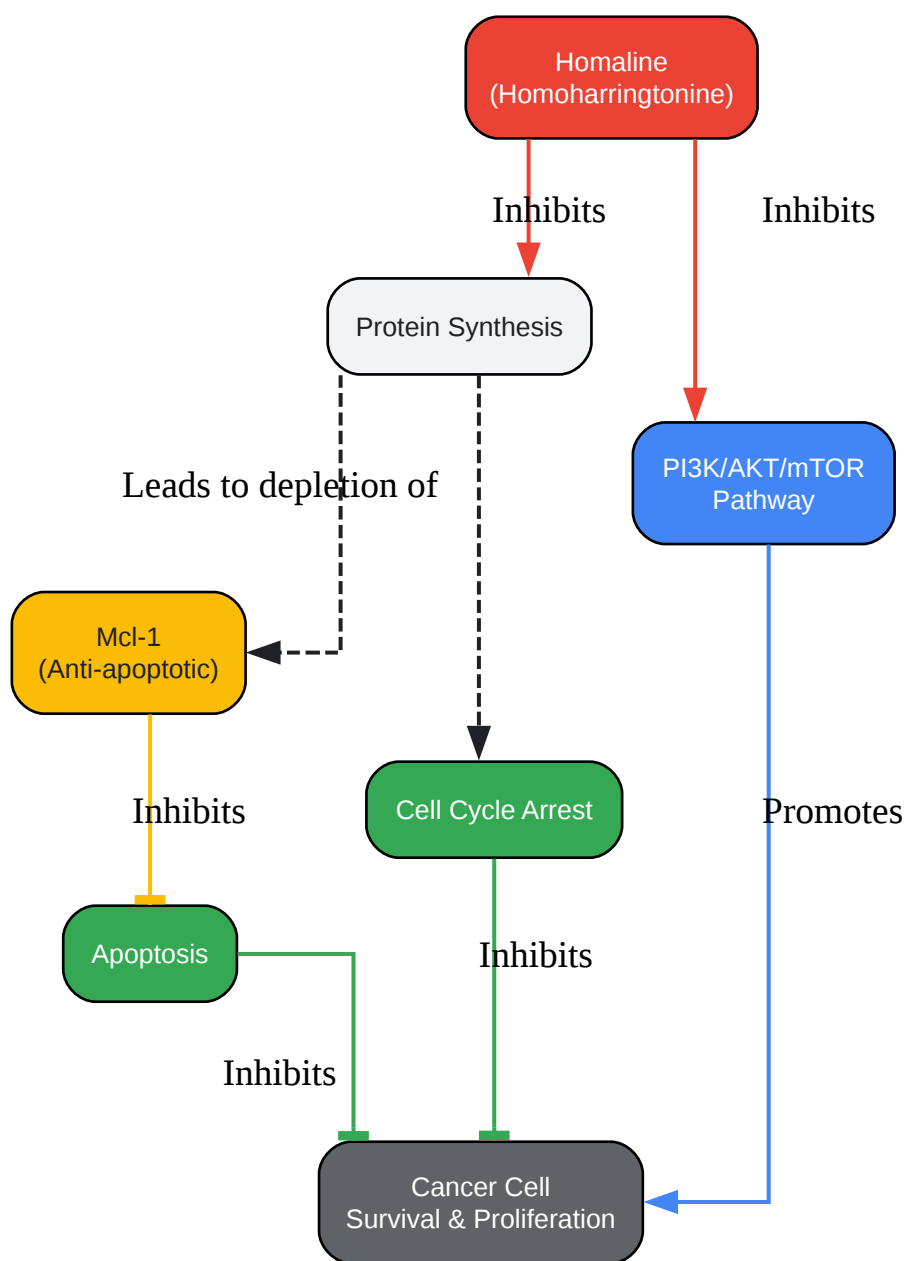 Homaline
(Homoharringtonine)
Inhibits
Inhibits
Protein Synthesis
PI3K/AKT/mTOR
Pathway
Leads to depletion of
Mcl-1
(Anti-apoptotic)
Inhibits
Cell Cycle Arrest
Promotes
Apoptosis
Inhibits
Inhibits
Cancer Cell
Survival & Proliferation